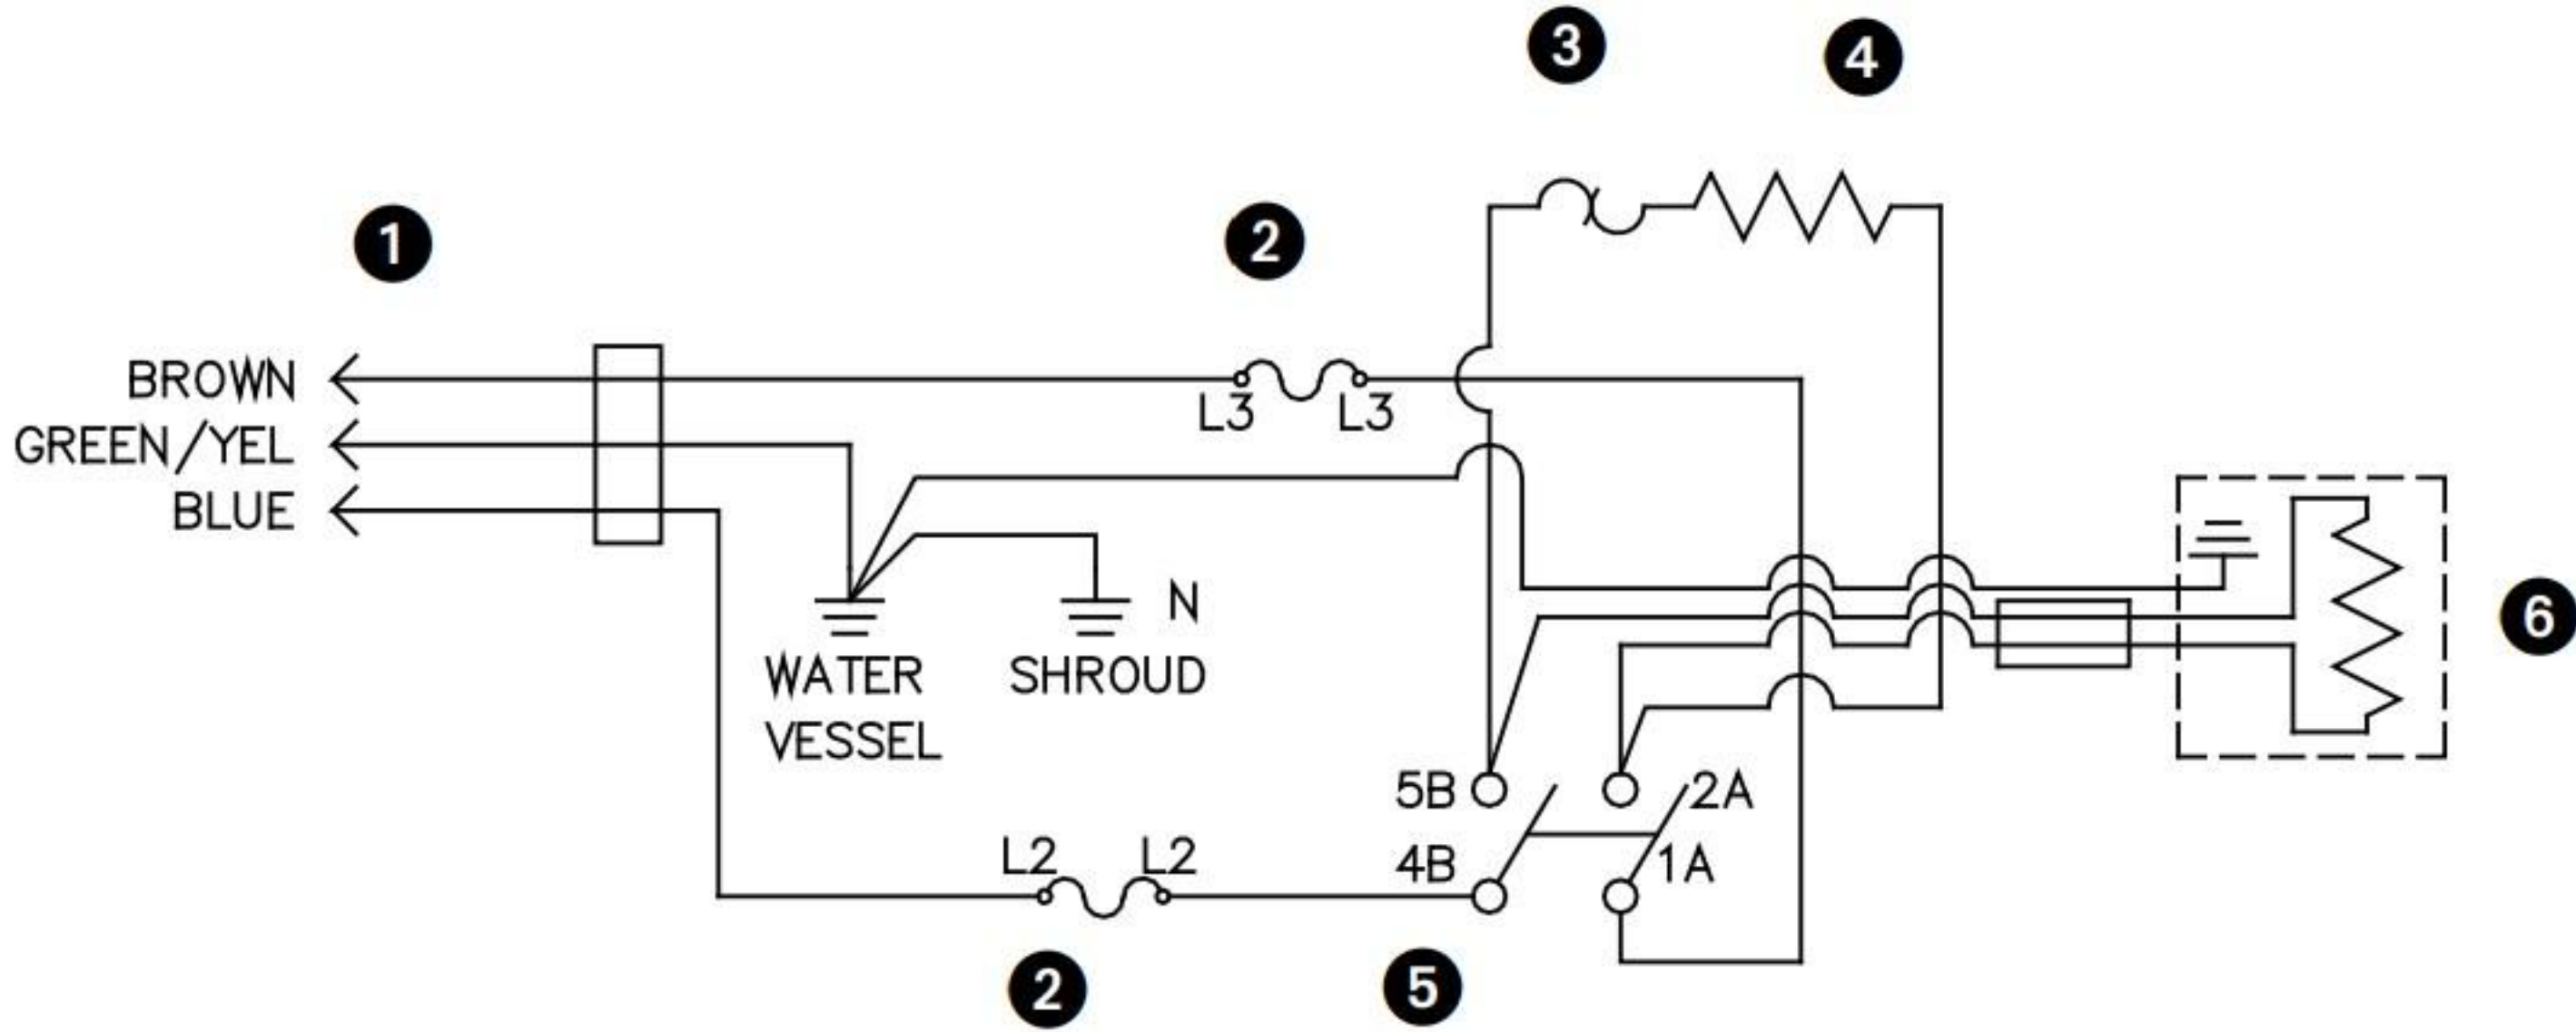 3
4
1
2
BROWN
GREEN/YEL
BLUE
L3 L3
N
WATER
VESSEL
SHROUD
6
5B 2A
L2 L2
4B 1A
2
5